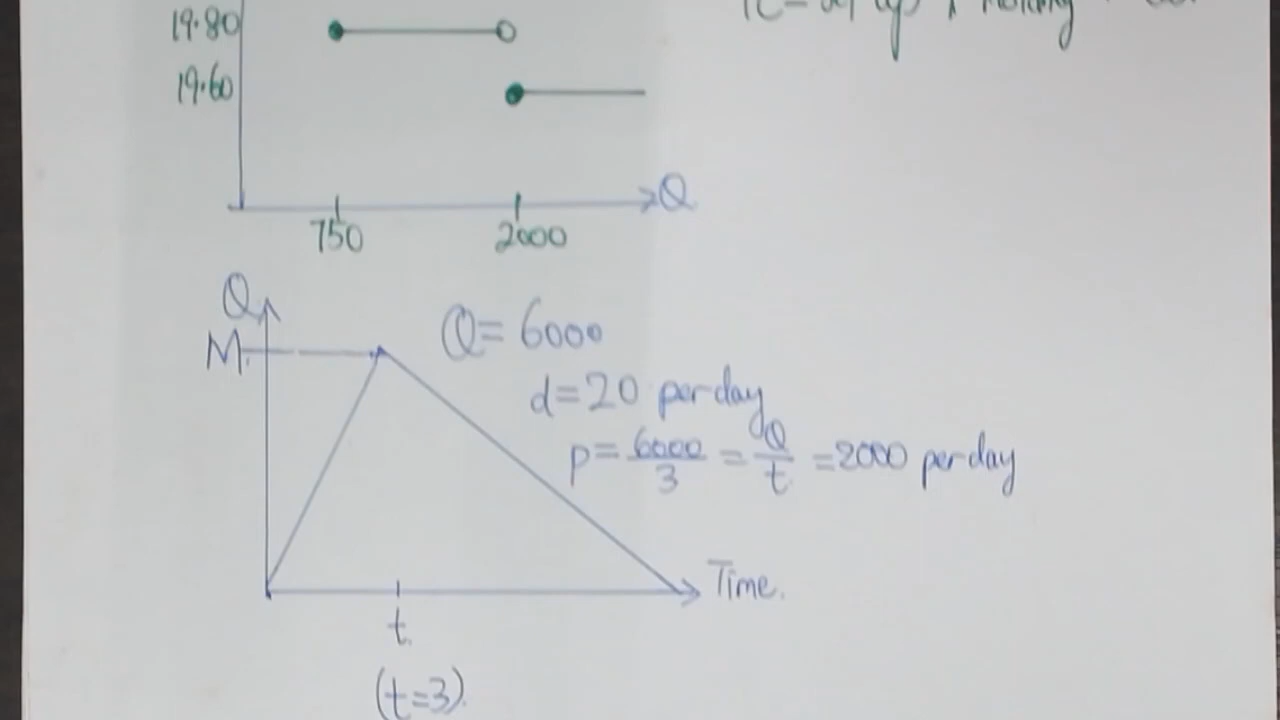 19.80
19.60
Q
750
2000
Q
M.
Q = 6000
d = 20 per day
p = 6000/3 = Q/t = 2000 per day
Time.
t.
(t=3).